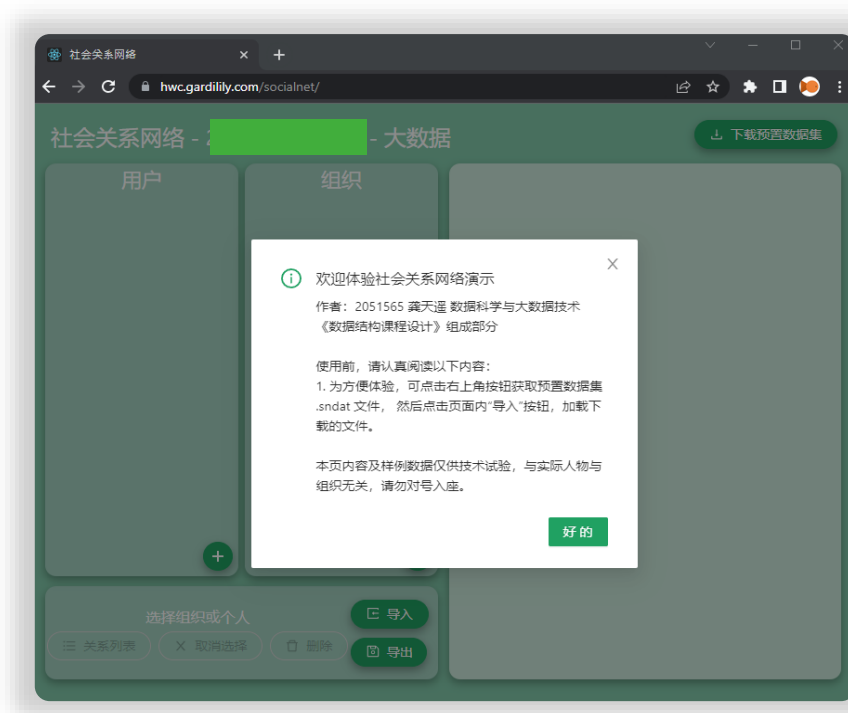 社会关系网络
hwc.gardilily.com/socialnet/
社会关系网络 -
- 大数据
下载预置数据集
用户
组织
欢迎体验社会关系网络演示
作者：2051565 龚天遥 数据科学与大数据技术
《数据结构课程设计》组成部分
使用前，请认真阅读以下内容：
1. 为方便体验，可点击右上角按钮获取预置数据集
.sndat 文件， 然后点击页面内“导入”按钮，加载下
载的文件。
本页内容及样例数据仅供技术试验，与实际人物与
组织无关，请勿对号入座。
好 的
选择组织或个人
导入
关系列表
取消选择
删除
导出